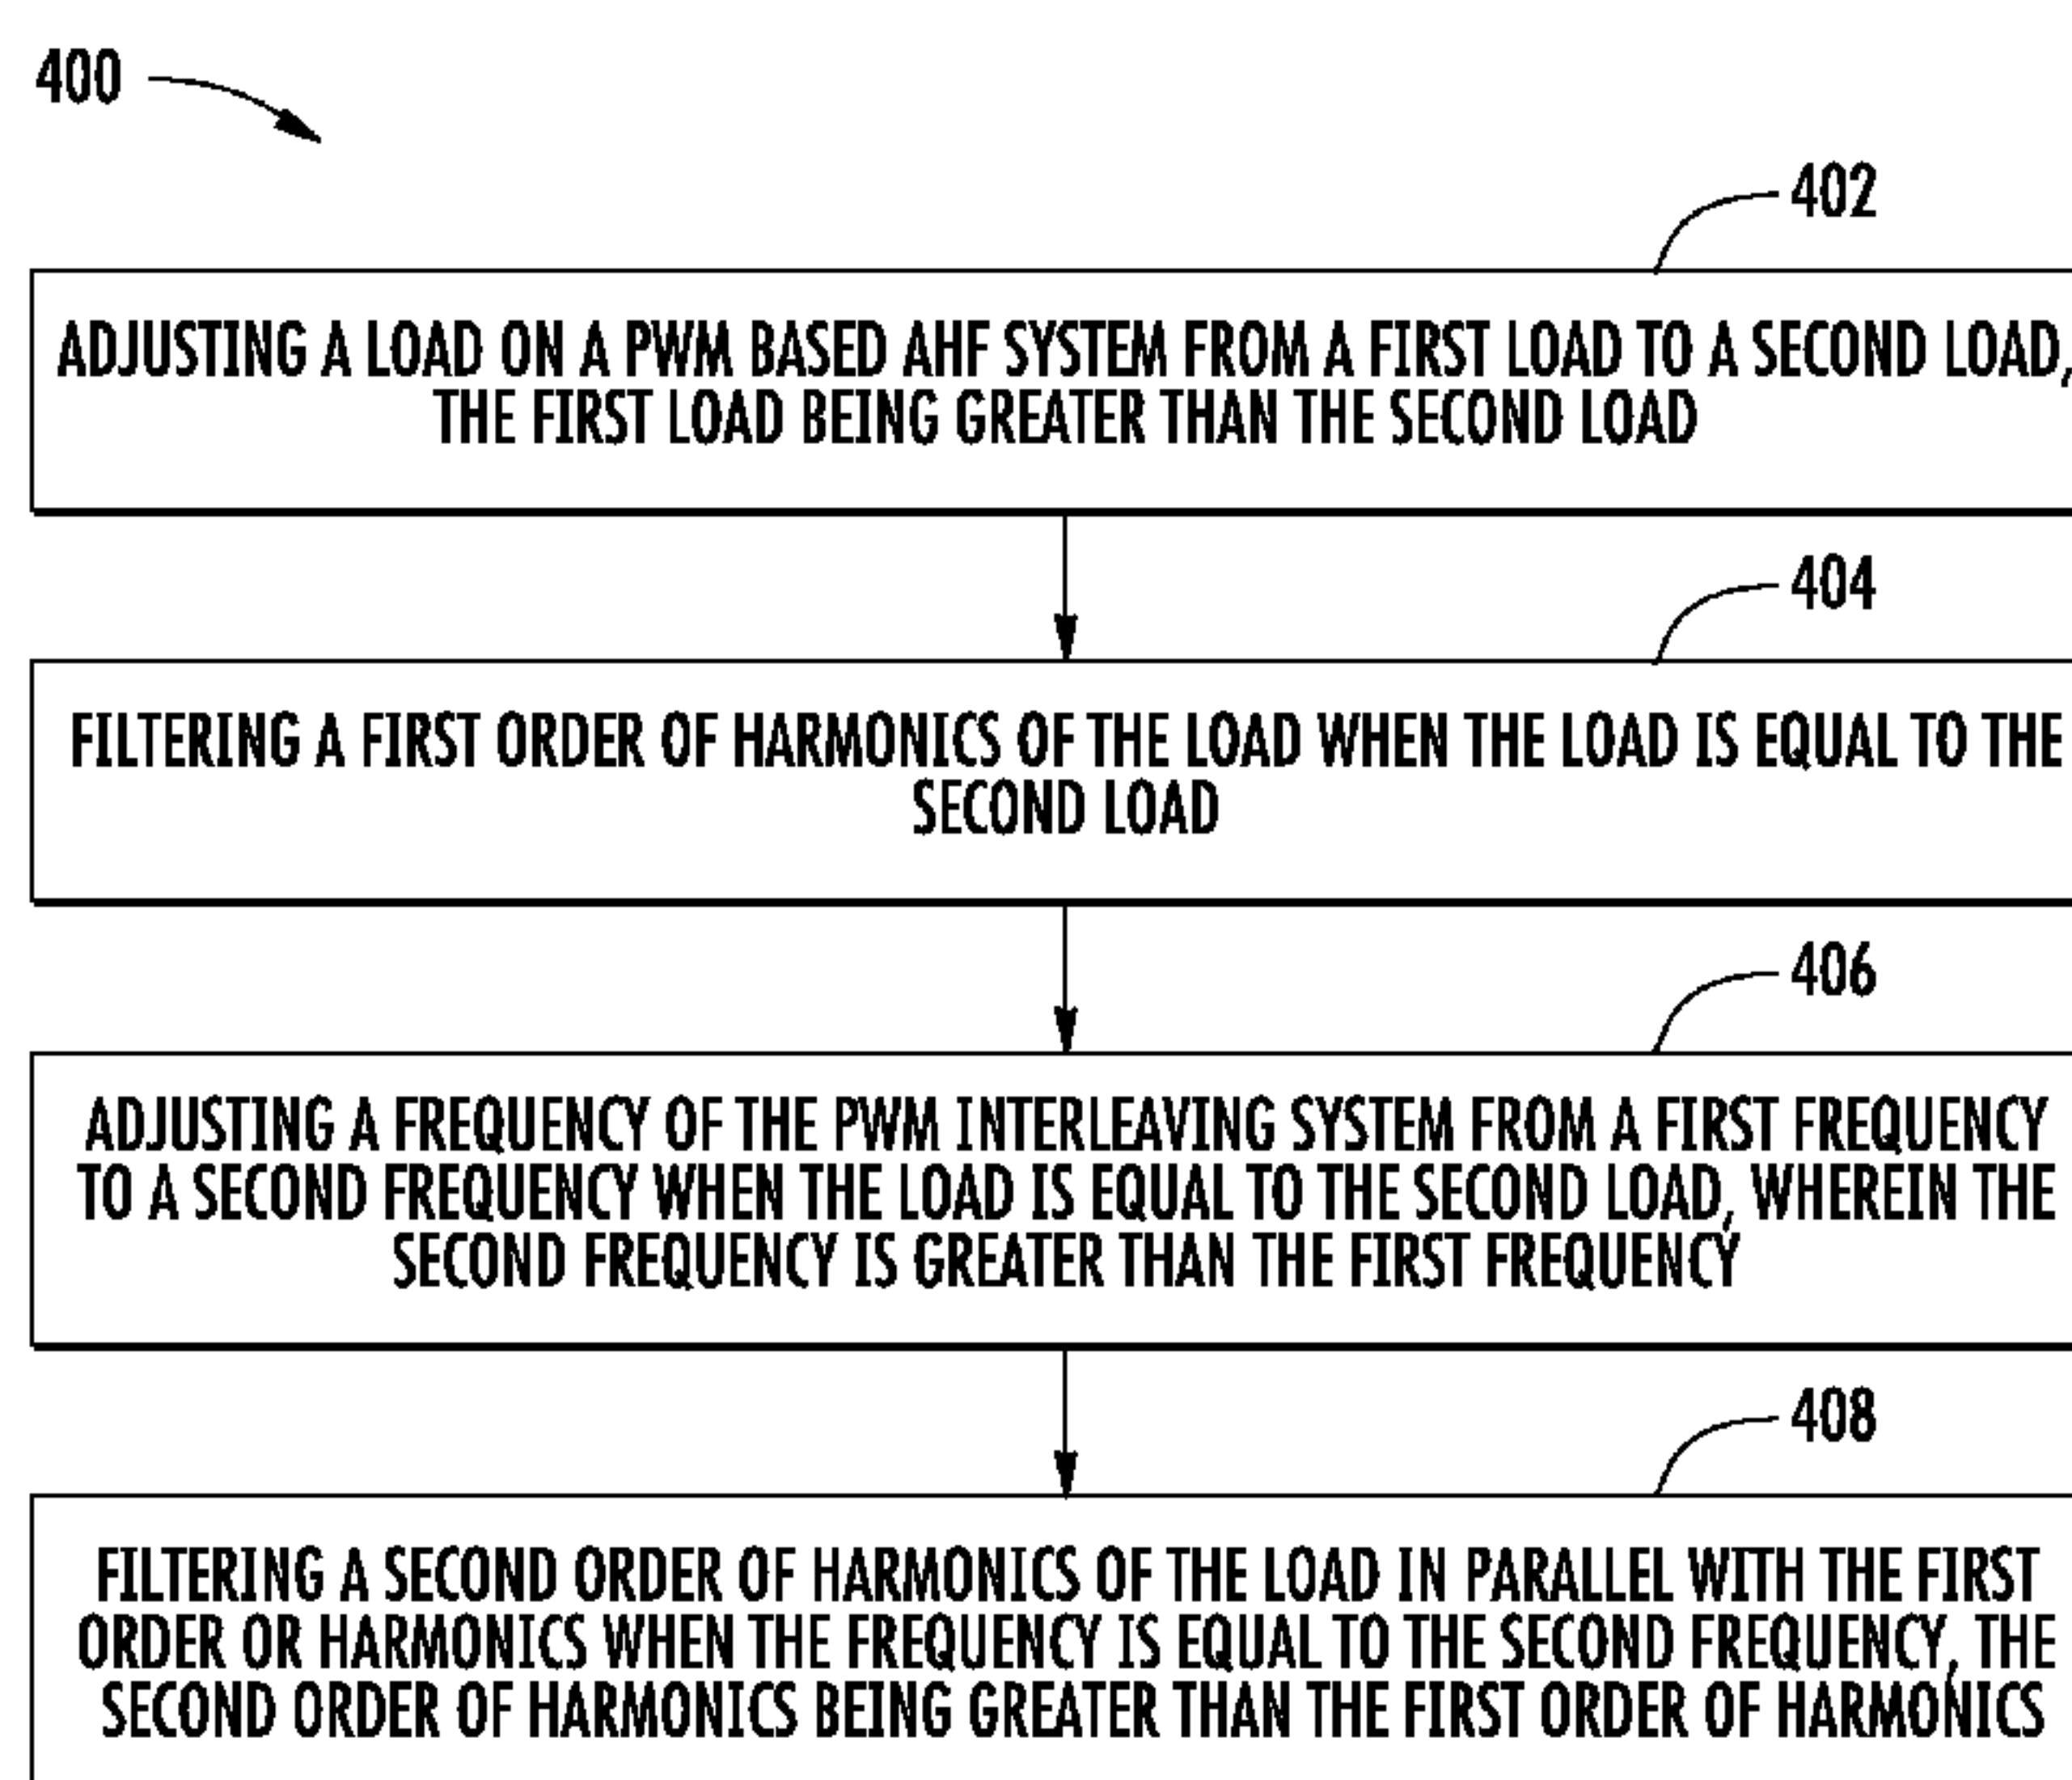 400
402
ADJUSTING A LOAD ON A PWM BASED AHF SYSTEM FROM A FIRST LOAD TO A SECOND LOAD,
THE FIRST LOAD BEING GREATER THAN THE SECOND LOAD
404
FILTERING A FIRST ORDER OF HARMONICS OF THE LOAD WHEN THE LOAD IS EQUAL TO THE
SECOND LOAD
406
ADJUSTING A FREQUENCY OF THE PWM INTERLEAVING SYSTEM FROM A FIRST FREQUENCY
TO A SECOND FREQUENCY WHEN THE LOAD IS EQUAL TO THE SECOND LOAD, WHEREIN THE
SECOND FREQUENCY IS GREATER THAN THE FIRST FREQUENCY
408
FILTERING A SECOND ORDER OF HARMONICS OF THE LOAD IN PARALLEL WITH THE FIRST
ORDER OR HARMONICS WHEN THE FREQUENCY IS EQUAL TO THE SECOND FREQUENCY, THE
SECOND ORDER OF HARMONICS BEING GREATER THAN THE FIRST ORDER OF HARMONICS